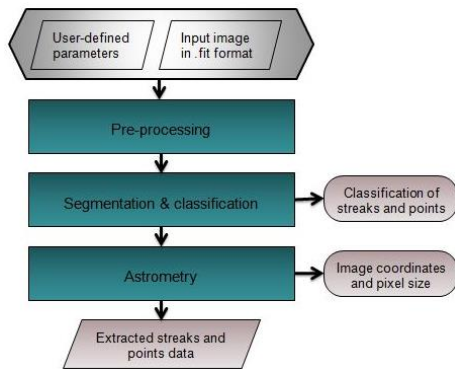 User-defined
parameters
Input image
in .fit format
Pre-processing
Segmentation & classification
Classification of
streaks and points
Astrometry
Image coordinates
and pixel size
Extracted streaks and
points data